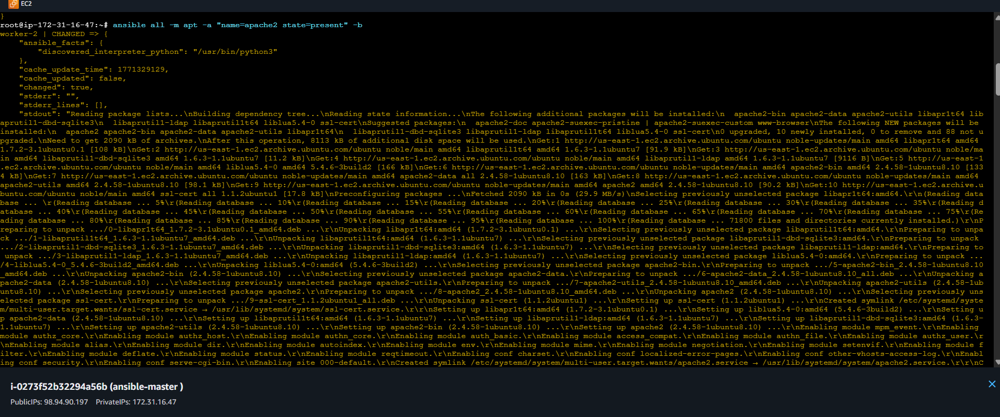 EC2
}
root@ip-172-31-16-47:~# ansible all -m apt -a "name=apache2 state=present" -b
worker-2 | CHANGED => {
    "ansible_facts": {
        "discovered_interpreter_python": "/usr/bin/python3"
    },
    "cache_update_time": 1771329129,
    "cache_updated": false,
    "changed": true,
    "stderr": "",
    "stderr_lines": [],
    "stdout": "Reading package lists...\nBuilding dependency tree...\nReading state information...\nThe following additional packages will be installed:\n  apache2-bin apache2-data apache2-utils libapr1t64 lib
aprutil1-dbd-sqlite3\n  libaprutil1-ldap libaprutil1t64 liblua5.4-0 ssl-cert\nSuggested packages:\n  apache2-doc apache2-suexec-pristine | apache2-suexec-custom www-browser\nThe following NEW packages will be
installed:\n  apache2 apache2-bin apache2-data apache2-utils libapr1t64\n  libaprutil1-dbd-sqlite3 libaprutil1-ldap libaprutil1t64 liblua5.4-0 ssl-cert\n0 upgraded, 10 newly installed, 0 to remove and 88 not u
pgraded.\nNeed to get 2090 kB of archives.\nAfter this operation, 8113 kB of additional disk space will be used.\nGet:1 http://us-east-1.ec2.archive.ubuntu.com/ubuntu noble-updates/main amd64 libapr1t64 amd64
1.7.2-3.1ubuntu0.1 [108 kB]\nGet:2 http://us-east-1.ec2.archive.ubuntu.com/ubuntu noble/main amd64 libaprutil1t64 amd64 1.6.3-1.1ubuntu7 [91.9 kB]\nGet:3 http://us-east-1.ec2.archive.ubuntu.com/ubuntu noble/ma
in amd64 libaprutil1-dbd-sqlite3 amd64 1.6.3-1.1ubuntu7 [11.2 kB]\nGet:4 http://us-east-1.ec2.archive.ubuntu.com/ubuntu noble/main amd64 libaprutil1-ldap amd64 1.6.3-1.1ubuntu7 [9116 B]\nGet:5 http://us-east-1
.ec2.archive.ubuntu.com/ubuntu noble/main amd64 liblua5.4-0 amd64 5.4.6-3build2 [166 kB]\nGet:6 http://us-east-1.ec2.archive.ubuntu.com/ubuntu noble-updates/main amd64 apache2-bin amd64 2.4.58-1ubuntu8.10 [133
4 kB]\nGet:7 http://us-east-1.ec2.archive.ubuntu.com/ubuntu noble-updates/main amd64 apache2-data all 2.4.58-1ubuntu8.10 [163 kB]\nGet:8 http://us-east-1.ec2.archive.ubuntu.com/ubuntu noble-updates/main amd64
apache2-utils amd64 2.4.58-1ubuntu8.10 [98.1 kB]\nGet:9 http://us-east-1.ec2.archive.ubuntu.com/ubuntu noble-updates/main amd64 apache2 amd64 2.4.58-1ubuntu8.10 [90.2 kB]\nGet:10 http://us-east-1.ec2.archive.u
buntu.com/ubuntu noble/main amd64 ssl-cert all 1.1.2ubuntu1 [17.8 kB]\nPreconfiguring packages ...\nFetched 2090 kB in 0s (29.9 MB/s)\nSelecting previously unselected package libapr1t64:amd64.\r\n(Reading data
base ... \r(Reading database ... 5%\r(Reading database ... 10%\r(Reading database ... 15%\r(Reading database ... 20%\r(Reading database ... 25%\r(Reading database ... 30%\r(Reading database ... 35%\r(Reading d
atabase ... 40%\r(Reading database ... 45%\r(Reading database ... 50%\r(Reading database ... 55%\r(Reading database ... 60%\r(Reading database ... 65%\r(Reading database ... 70%\r(Reading database ... 75%\r(Re
ading database ... 80%\r(Reading database ... 85%\r(Reading database ... 90%\r(Reading database ... 95%\r(Reading database ... 100%\r(Reading database ... 71800 files and directories currently installed.)\r\nP
reparing to unpack .../0-libapr1t64_1.7.2-3.1ubuntu0.1_amd64.deb ...\r\nUnpacking libapr1t64:amd64 (1.7.2-3.1ubuntu0.1) ...\r\nSelecting previously unselected package libaprutil1t64:amd64.\r\nPreparing to unpa
ck .../1-libaprutil1t64_1.6.3-1.1ubuntu7_amd64.deb ...\r\nUnpacking libaprutil1t64:amd64 (1.6.3-1.1ubuntu7) ...\r\nSelecting previously unselected package libaprutil1-dbd-sqlite3:amd64.\r\nPreparing to unpack
.../2-libaprutil1-dbd-sqlite3_1.6.3-1.1ubuntu7_amd64.deb ...\r\nUnpacking libaprutil1-dbd-sqlite3:amd64 (1.6.3-1.1ubuntu7) ...\r\nSelecting previously unselected package libaprutil1-ldap:amd64.\r\nPreparing to
 unpack .../3-libaprutil1-ldap_1.6.3-1.1ubuntu7_amd64.deb ...\r\nUnpacking libaprutil1-ldap:amd64 (1.6.3-1.1ubuntu7) ...\r\nSelecting previously unselected package liblua5.4-0:amd64.\r\nPreparing to unpack ...
/4-liblua5.4-0_5.4.6-3build2_amd64.deb ...\r\nUnpacking liblua5.4-0:amd64 (5.4.6-3build2) ...\r\nSelecting previously unselected package apache2-bin.\r\nPreparing to unpack .../5-apache2-bin_2.4.58-1ubuntu8.10
_amd64.deb ...\r\nUnpacking apache2-bin (2.4.58-1ubuntu8.10) ...\r\nSelecting previously unselected package apache2-data.\r\nPreparing to unpack .../6-apache2-data_2.4.58-1ubuntu8.10_all.deb ...\r\nUnpacking a
pache2-data (2.4.58-1ubuntu8.10) ...\r\nSelecting previously unselected package apache2-utils.\r\nPreparing to unpack .../7-apache2-utils_2.4.58-1ubuntu8.10_amd64.deb ...\r\nUnpacking apache2-utils (2.4.58-1ub
untu8.10) ...\r\nSelecting previously unselected package apache2.\r\nPreparing to unpack .../8-apache2_2.4.58-1ubuntu8.10_amd64.deb ...\r\nUnpacking apache2 (2.4.58-1ubuntu8.10) ...\r\nSelecting previously uns
elected package ssl-cert.\r\nPreparing to unpack .../9-ssl-cert_1.1.2ubuntu1_all.deb ...\r\nUnpacking ssl-cert (1.1.2ubuntu1) ...\r\nSetting up ssl-cert (1.1.2ubuntu1) ...\r\nCreated symlink /etc/systemd/syste
m/multi-user.target.wants/ssl-cert.service → /usr/lib/systemd/system/ssl-cert.service.\r\r\nSetting up libapr1t64:amd64 (1.7.2-3.1ubuntu0.1) ...\r\nSetting up liblua5.4-0:amd64 (5.4.6-3build2) ...\r\nSetting u
p apache2-data (2.4.58-1ubuntu8.10) ...\r\nSetting up libaprutil1t64:amd64 (1.6.3-1.1ubuntu7) ...\r\nSetting up libaprutil1-ldap:amd64 (1.6.3-1.1ubuntu7) ...\r\nSetting up libaprutil1-dbd-sqlite3:amd64 (1.6.3-
1.1ubuntu7) ...\r\nSetting up apache2-utils (2.4.58-1ubuntu8.10) ...\r\nSetting up apache2-bin (2.4.58-1ubuntu8.10) ...\r\nSetting up apache2 (2.4.58-1ubuntu8.10) ...\r\nEnabling module mpm_event.\r\nEnabling
module authz_core.\r\nEnabling module authz_host.\r\nEnabling module authn_core.\r\nEnabling module auth_basic.\r\nEnabling module access_compat.\r\nEnabling module authn_file.\r\nEnabling module authz_user.\r
\nEnabling module alias.\r\nEnabling module dir.\r\nEnabling module autoindex.\r\nEnabling module env.\r\nEnabling module mime.\r\nEnabling module negotiation.\r\nEnabling module setenvif.\r\nEnabling module f
ilter.\r\nEnabling module deflate.\r\nEnabling module status.\r\nEnabling module reqtimeout.\r\nEnabling conf charset.\r\nEnabling conf localized-error-pages.\r\nEnabling conf other-vhosts-access-log.\r\nEnabl
ing conf security.\r\nEnabling conf serve-cgi-bin.\r\nEnabling site 000-default.\r\nCreated symlink /etc/systemd/system/multi-user.target.wants/apache2.service → /usr/lib/systemd/system/apache2.service.\r\r\nC
i-0273f52b32294a56b (ansible-master )
PublicIPs: 98.94.90.197    PrivateIPs: 172.31.16.47